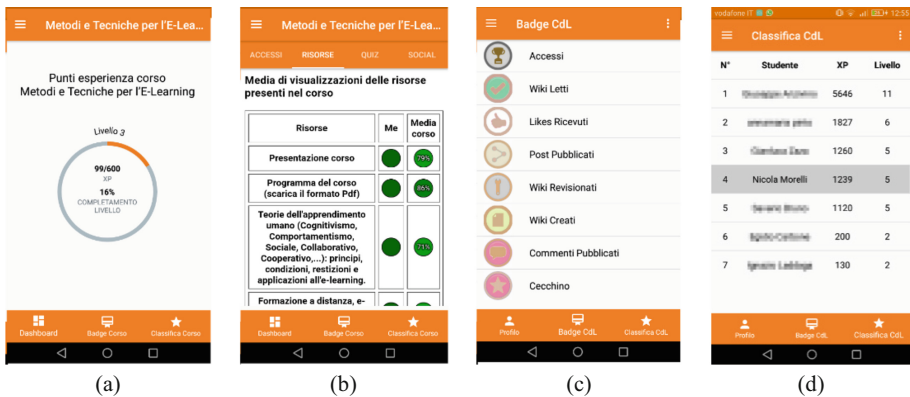 Metodi e Tecniche per l'E-Lea...
Punti esperienza corso
Metodi e Tecniche per l'E-Learning
Livello 3
99/600
XP
16%
COMPLETAMENTO
LIVELLO
Dashboard
Badge Corso
Classifica Corso
(a)
Metodi e Tecniche per l'E-Lea...
ACCESSI RISORSE QUIZ SOCIAL
Media di visualizzazioni delle risorse
presenti nel corso
Risorse Me Media
corso
Presentazione corso 79%
Programma del corso 86%
(scarica il formato Pdf)
Teorie dell'apprendimento
umano (Cognitivismo,
Comportamentismo,
Sociale, Collaborativo,
Cooperativo,...): principi, 71%
condizioni, restizioni e
applicazioni all'e-learning.
Formazione a distanza, e-
Dashboard
Badge Corso
Classifica Corso
(b)
Badge CdL
Accessi
Wiki Letti
Likes Ricevuti
Post Pubblicati
Wiki Revisionati
Wiki Creati
Commenti Pubblicati
Cecchino
Profilo
Badge CdL
Classifica CdL
(c)
vodafone IT 12:55
Classifica CdL
N° Studente XP Livello
1 5646 11
2 1827 6
3 1260 5
4 Nicola Morelli 1239 5
5 1120 5
6 200 2
7 130 2
Profilo
Badge CdL
Classifica CdL
(d)